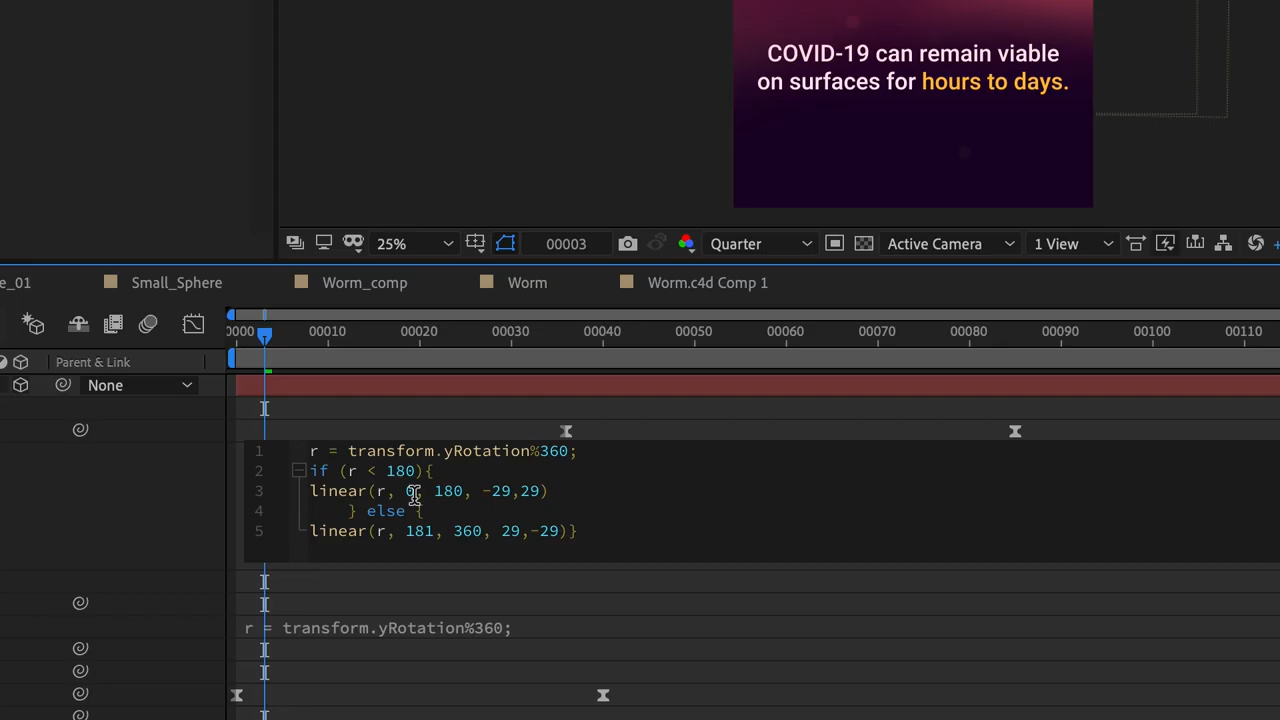 COVID-19 can remain viable
on surfaces for hours to days.
25%
00003
Quarter
Active Camera
1 View
e_01
Small_Sphere
Worm_comp
Worm
Worm.c4d Comp 1
0000 00010 00020 00030 00040 00050 00060 00070 00080 00090 00100 00110
Parent & Link
None
1 r = transform.yRotation%360;
2 if (r < 180){
3 linear(r, 0, 180, -29,29)
4 } else {
5 linear(r, 181, 360, 29,-29)}
r = transform.yRotation%360;